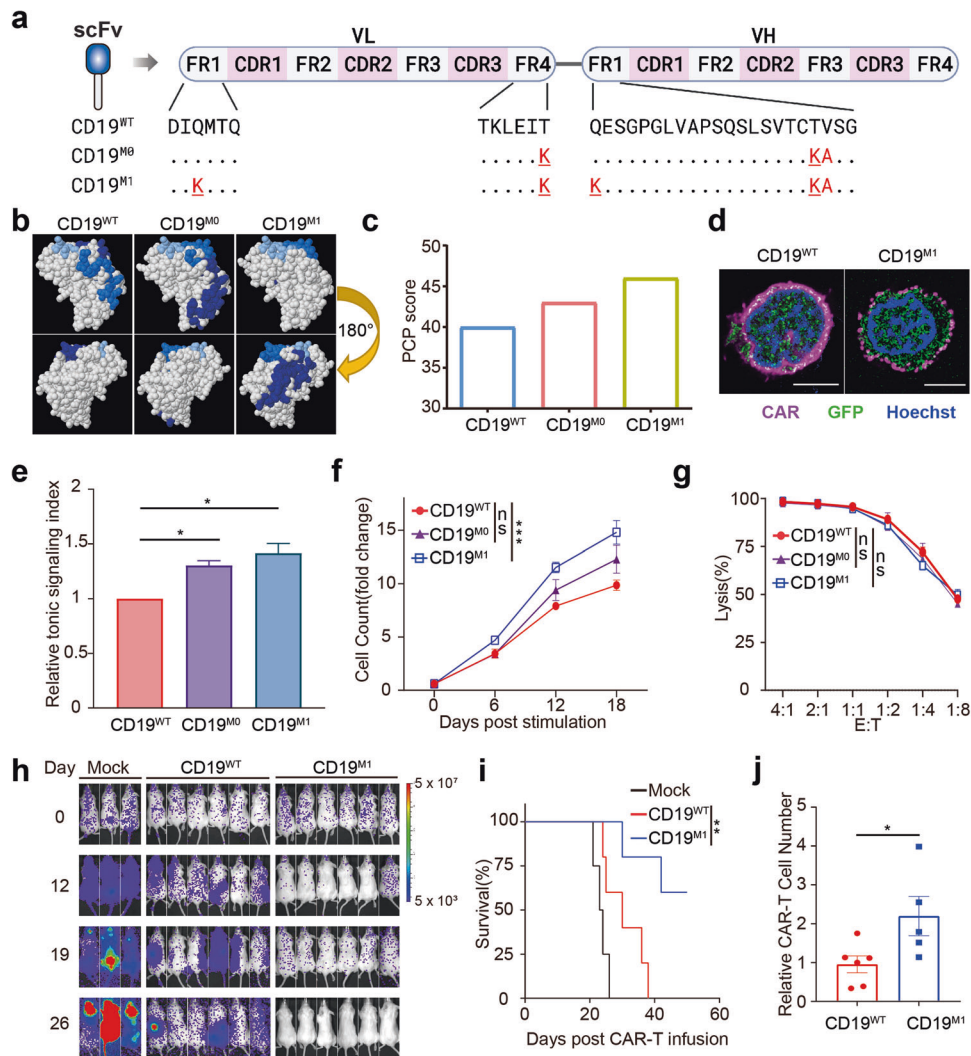 a
scFv
VL
VH
FR1 CDR1 FR2 CDR2 FR3 CDR3 FR4
FR1 CDR1 FR2 CDR2 FR3 CDR3 FR4
CD19WT DIQMTQ TKLEIT QESGPGLVAPSQSLSVTCTVSG
CD19M0 ...... .....K ..................KA..
CD19M1 ..K... .....K K.................KA..
b
CD19WT CD19M0 CD19M1
180°
c
PCP score
50
45
40
35
30
CD19WT CD19M0 CD19M1
d
CD19WT CD19M1
CAR GFP Hoechst
e
Relative tonic signaling index
2
1.5
1
0.5
0
*
*
CD19WT CD19M0 CD19M1
f
Cell Count(fold change)
15
10
5
0
CD19WT
CD19M0
CD19M1
ns
***
0 6 12 18
Days post stimulation
g
Lysis(%)
100
75
50
25
0
CD19WT
CD19M0
CD19M1
ns
ns
4:1 2:1 1:1 1:2 1:4 1:8
E:T
h
Day Mock CD19WT CD19M1
0
12
19
26
5 x 10⁷
5 x 10³
i
Survival(%)
100
75
50
25
0
Mock
CD19WT
CD19M1
**
0 20 40 60
Days post CAR-T infusion
j
Relative CAR-T Cell Number
5
4
3
2
1
0
*
CD19WT CD19M1